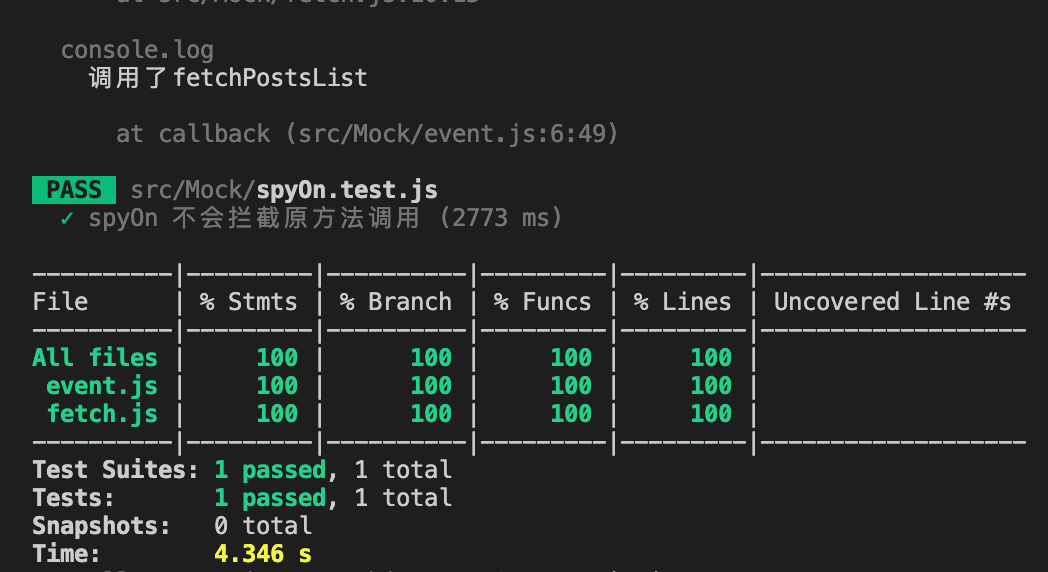 console.log
调用了fetchPostsList
at callback (src/Mock/event.js:6:49)
PASS src/Mock/spyOn.test.js
✓ spyOn 不会拦截原方法调用 (2773 ms)
----------|---------|----------|---------|---------|-------------------
File | % Stmts | % Branch | % Funcs | % Lines | Uncovered Line #s
----------|---------|----------|---------|---------|-------------------
All files | 100 | 100 | 100 | 100 |
event.js | 100 | 100 | 100 | 100 |
fetch.js | 100 | 100 | 100 | 100 |
----------|---------|----------|---------|---------|-------------------
Test Suites: 1 passed, 1 total
Tests: 1 passed, 1 total
Snapshots: 0 total
Time: 4.346 s